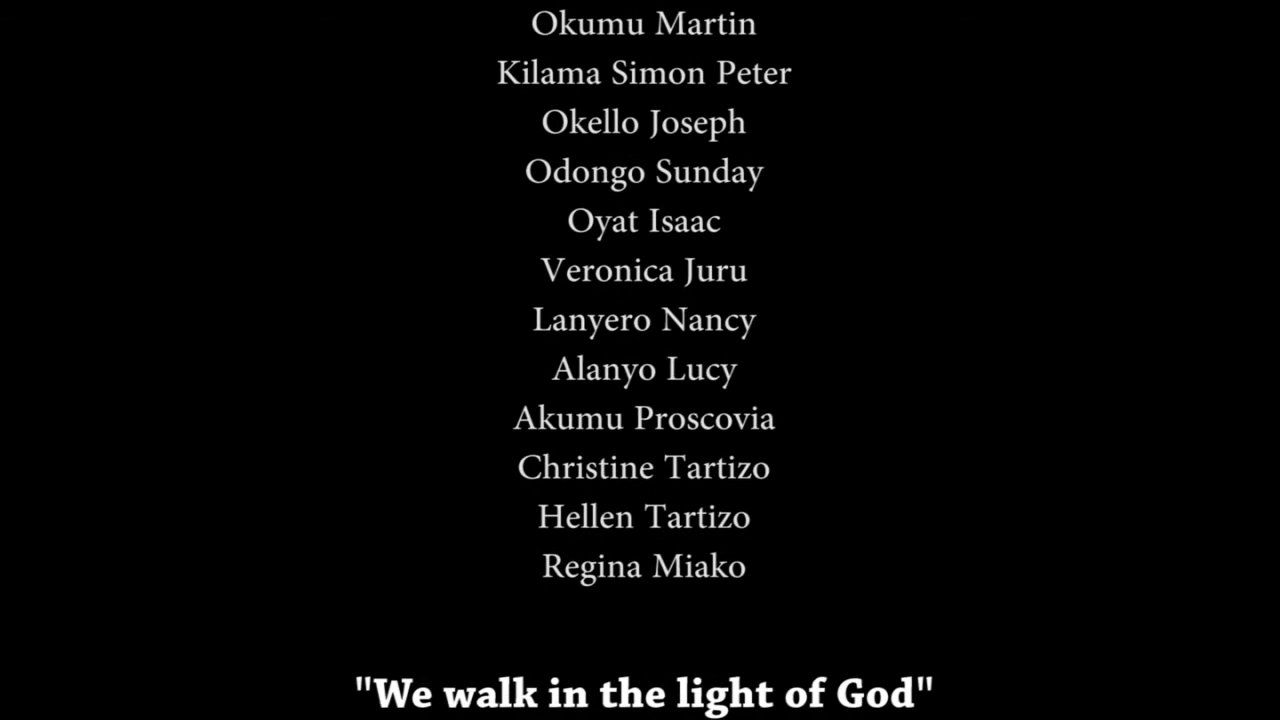 Okumu Martin
Kilama Simon Peter
Okello Joseph
Odongo Sunday
Oyat Isaac
Veronica Juru
Lanyero Nancy
Alanyo Lucy
Akumu Proscovia
Christine Tartizo
Hellen Tartizo
Regina Miako
"We walk in the light of God"